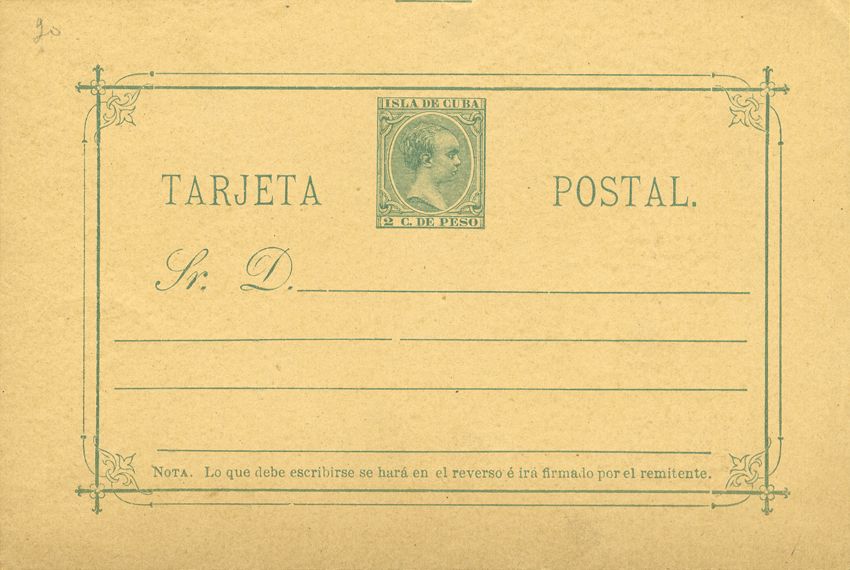 ISLA DE CUBA
TARJETA POSTAL.
2 C. DE PESO
Sr. D.
NOTA. Lo que debe escribirse se hará en el reverso é irá firmado por el remitente.